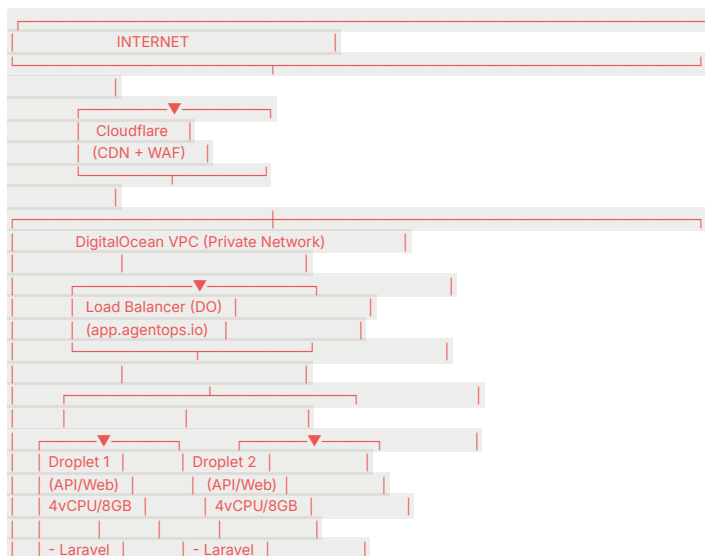 INTERNET
Cloudflare
(CDN + WAF)
DigitalOcean VPC (Private Network)
Load Balancer (DO)
(app.agentops.io)
Droplet 1 Droplet 2
(API/Web) (API/Web)
4vCPU/8GB 4vCPU/8GB
- Laravel - Laravel